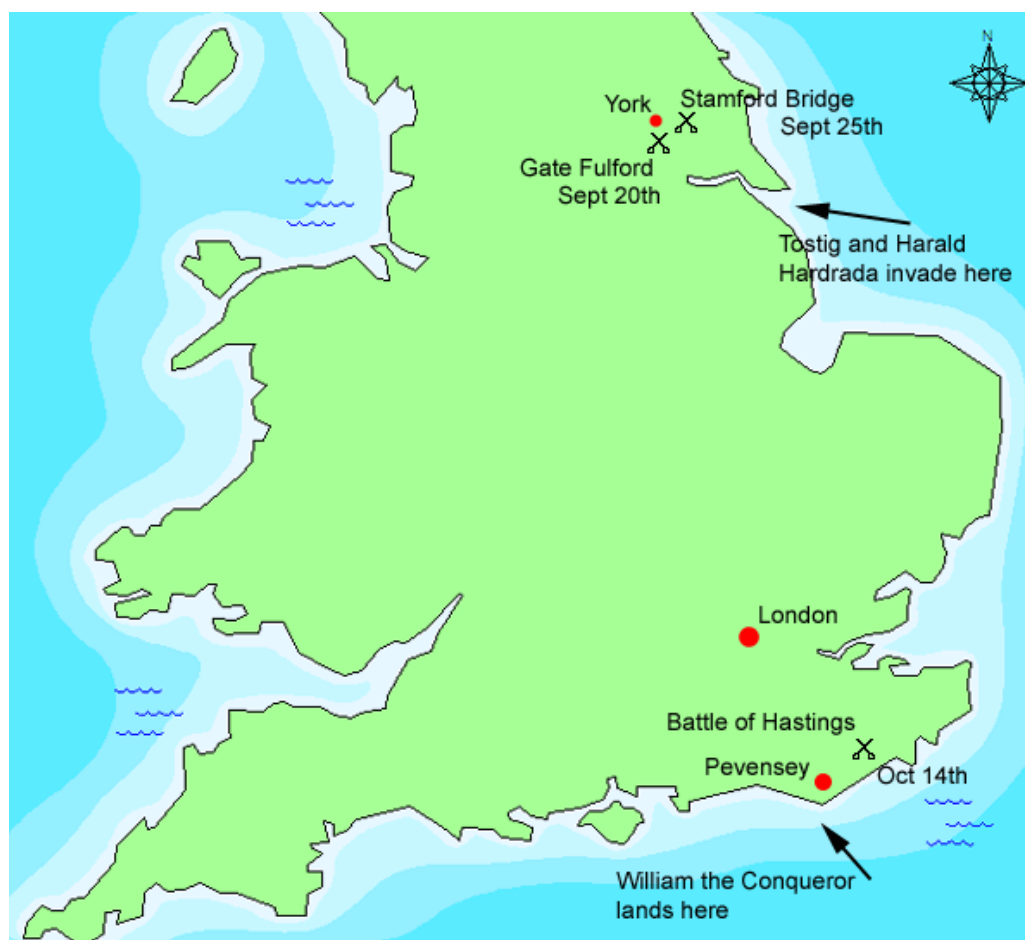 N
York
Stamford Bridge
Sept 25th
Gate Fulford
Sept 20th
Tostig and Harald
Hardrada invade here
London
Battle of Hastings
Pevensey
Oct 14th
William the Conqueror
lands here